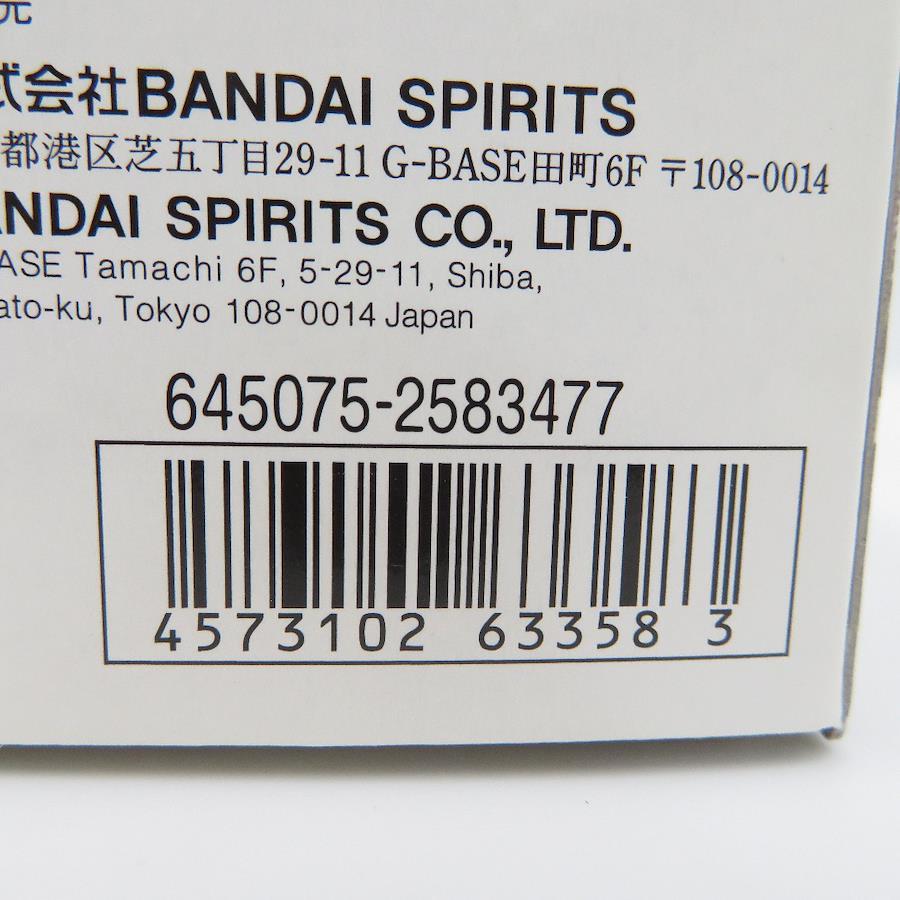 元
式会社BANDAI SPIRITS
都港区芝五丁目29-11 G-BASE田町6F 〒108-0014
ANDAI SPIRITS CO., LTD.
ASE Tamachi 6F, 5-29-11, Shiba,
ato-ku, Tokyo 108-0014 Japan
645075-2583477
4573102 63358 3